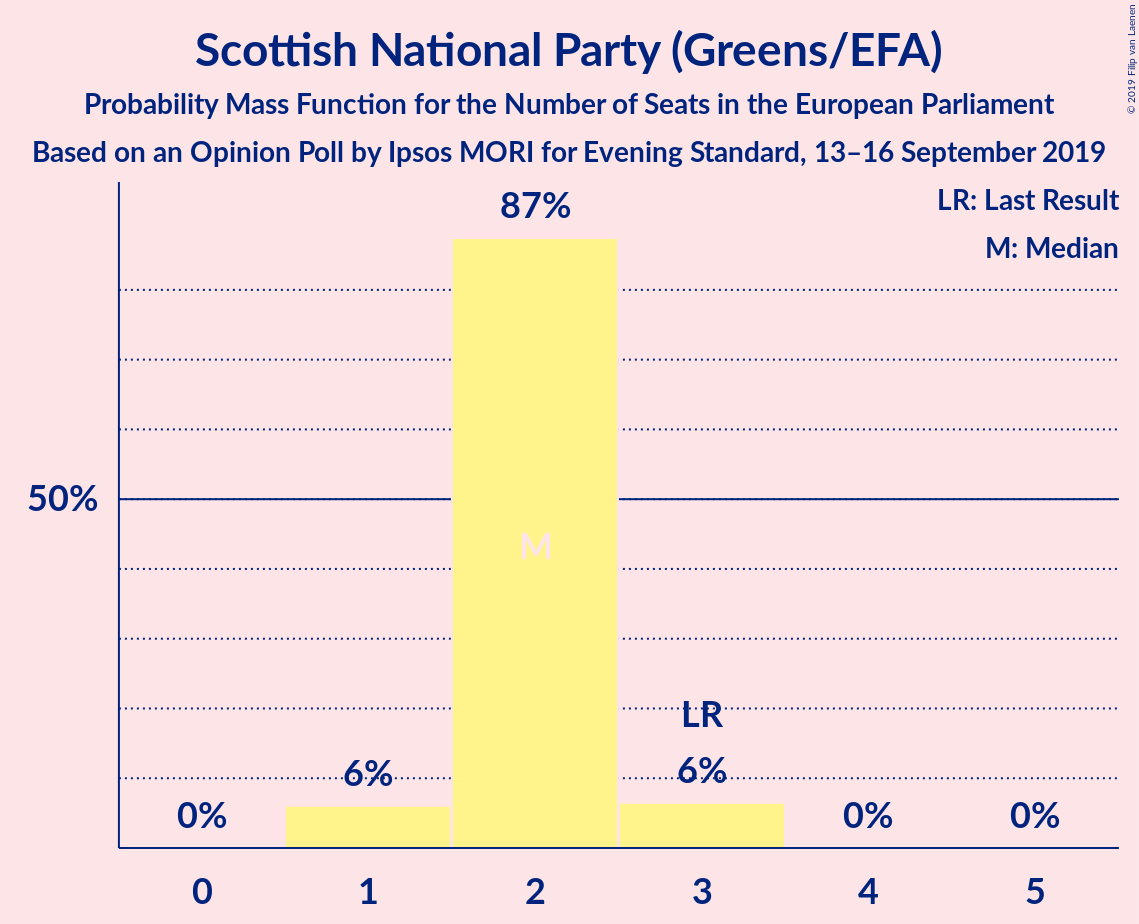 Scottish National Party (Greens/EFA)
Probability Mass Function for the Number of Seats in the European Parliament
Based on an Opinion Poll by Ipsos MORI for Evening Standard, 13–16 September 2019
© 2019 Filip van Laenen
LR: Last Result
M: Median
87%
50%
M
LR
6%
6%
0%
0%
0%
0 1 2 3 4 5